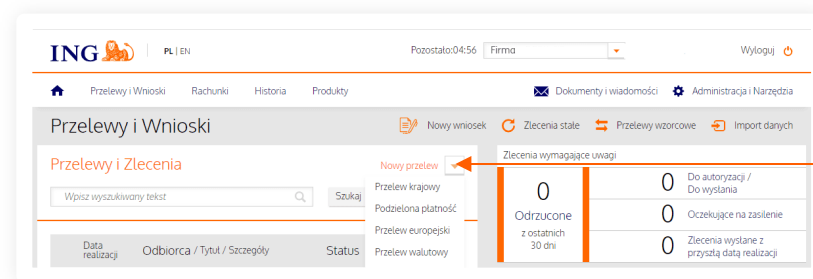 ING PL | EN Pozostało:04:56 Firma Wyloguj
Przelewy i Wnioski Rachunki Historia Produkty Dokumenty i wiadomości Administracja i Narzędzia
Przelewy i Wnioski Nowy wniosek Zlecenia stałe Przelewy wzorcowe Import danych
Przelewy i Zlecenia Nowy przelew
Wpisz wyszukiwany tekst Szukaj
Przelew krajowy
Podzielona płatność
Przelew europejski
Przelew walutowy
Data realizacji Odbiorca / Tytuł / Szczegóły Status
Zlecenia wymagające uwagi
0
Odrzucone
z ostatnich
30 dni
0 Do autoryzacji /
Do wysłania
0 Oczekujące na zasilenie
0 Zlecenia wysłane z
przyszłą datą realizacji